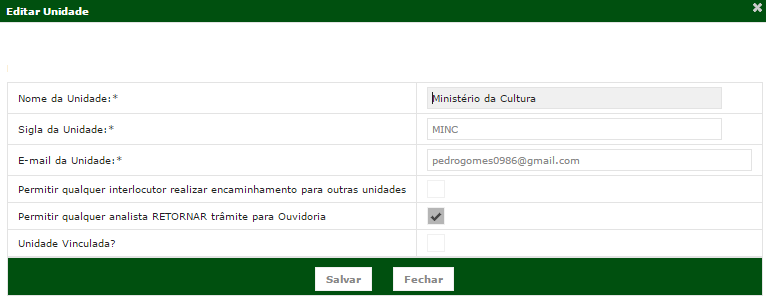 Editar Unidade
Nome da Unidade:* Ministério da Cultura
Sigla da Unidade:* MINC
E-mail da Unidade:* pedrogomes0986@gmail.com
Permitir qualquer interlocutor realizar encaminhamento para outras unidades
Permitir qualquer analista RETORNAR trâmite para Ouvidoria
Unidade Vinculada?
Salvar Fechar